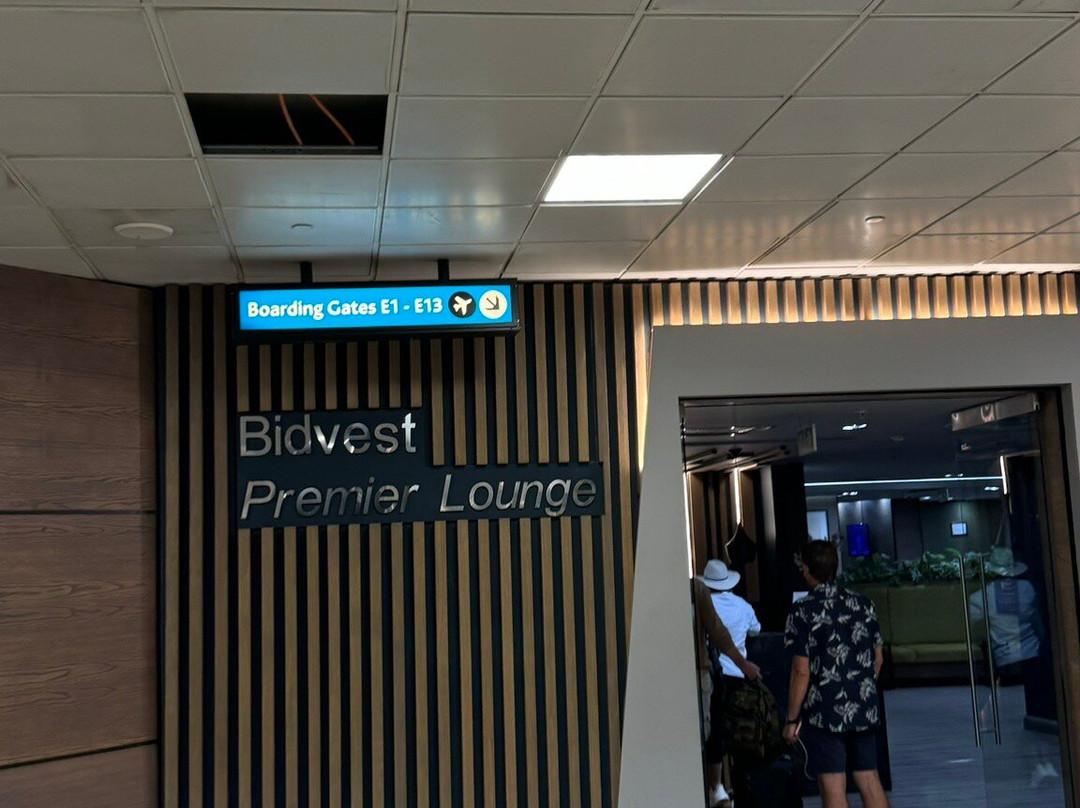 Boarding Gates E1 - E13
Bidvest
Premier Lounge